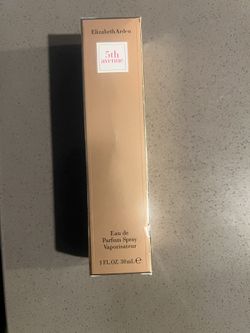 Elizabeth Arden
5th
avenue
Eau de
Parfum Spray
Vaporisateur
1 FL.OZ. 30 mL ℮